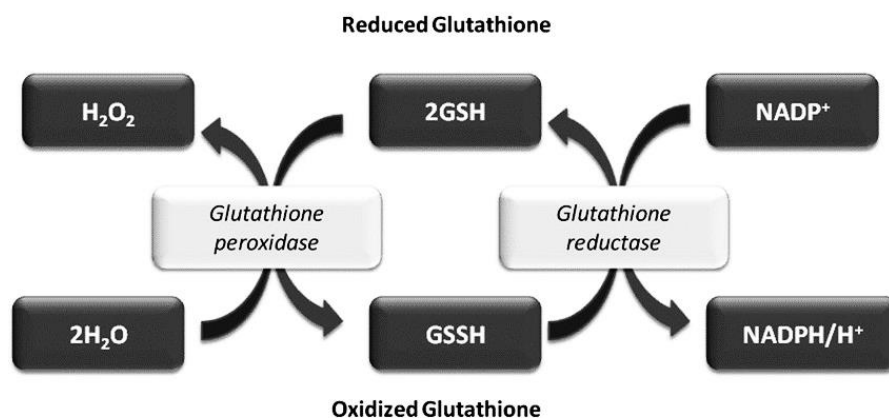 Reduced Glutathione
H₂O₂
2GSH
NADP⁺
Glutathione
peroxidase
Glutathione
reductase
2H₂O
GSSH
NADPH/H⁺
Oxidized Glutathione